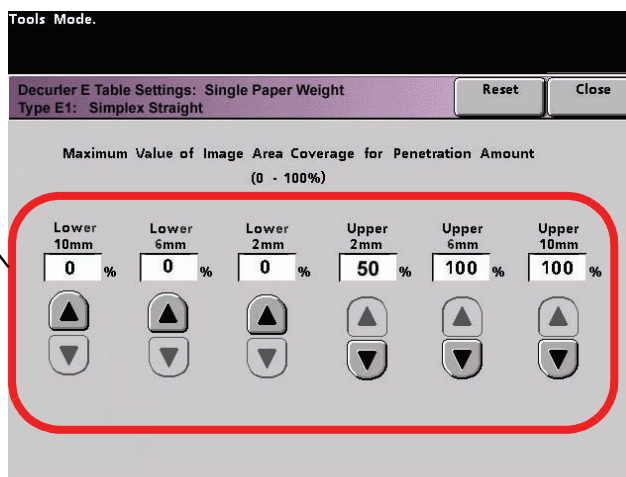 Tools Mode.
Decurler E Table Settings: Single Paper Weight
Type E1: Simplex Straight
Reset
Close
Maximum Value of Image Area Coverage for Penetration Amount
(0 - 100%)
Lower 10mm
Lower 6mm
Lower 2mm
Upper 2mm
Upper 6mm
Upper 10mm
0 %
0 %
0 %
50 %
100 %
100 %